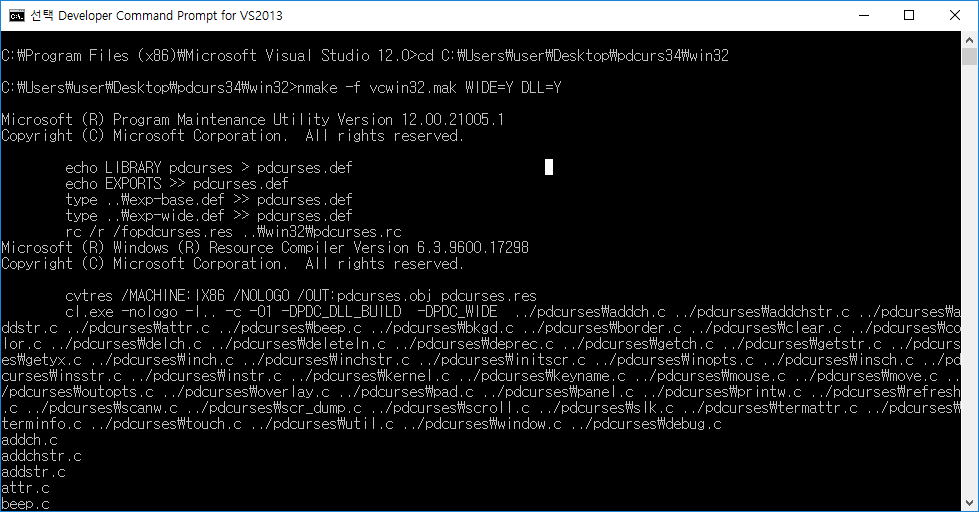 선택 Developer Command Prompt for VS2013
C:₩Program Files (x86)₩Microsoft Visual Studio 12.0>cd C:₩Users₩user₩Desktop₩pdcurs34₩win32
C:₩Users₩user₩Desktop₩pdcurs34₩win32>nmake -f vcwin32.mak WIDE=Y DLL=Y
Microsoft (R) Program Maintenance Utility Version 12.00.21005.1
Copyright (C) Microsoft Corporation.  All rights reserved.
echo LIBRARY pdcurses > pdcurses.def
echo EXPORTS >> pdcurses.def
type ..₩exp-base.def >> pdcurses.def
type ..₩exp-wide.def >> pdcurses.def
rc /r /fopdcurses.res ..₩win32₩pdcurses.rc
Microsoft (R) Windows (R) Resource Compiler Version 6.3.9600.17298
Copyright (C) Microsoft Corporation.  All rights reserved.
cvtres /MACHINE:IX86 /NOLOGO /OUT:pdcurses.obj pdcurses.res
cl.exe -nologo -I.. -c -O1 -DPDC_DLL_BUILD  -DPDC_WIDE  ../pdcurses₩addch.c ../pdcurses₩addchstr.c ../pdcurses₩a
ddstr.c ../pdcurses₩attr.c ../pdcurses₩beep.c ../pdcurses₩bkgd.c ../pdcurses₩border.c ../pdcurses₩clear.c ../pdcurses₩co
lor.c ../pdcurses₩delch.c ../pdcurses₩deleteln.c ../pdcurses₩deprec.c ../pdcurses₩getch.c ../pdcurses₩getstr.c ../pdcurs
es₩getyx.c ../pdcurses₩inch.c ../pdcurses₩inchstr.c ../pdcurses₩initscr.c ../pdcurses₩inopts.c ../pdcurses₩insch.c ../pd
curses₩insstr.c ../pdcurses₩instr.c ../pdcurses₩kernel.c ../pdcurses₩keyname.c ../pdcurses₩mouse.c ../pdcurses₩move.c ..
/pdcurses₩outopts.c ../pdcurses₩overlay.c ../pdcurses₩pad.c ../pdcurses₩panel.c ../pdcurses₩printw.c ../pdcurses₩refresh
.c ../pdcurses₩scanw.c ../pdcurses₩scr_dump.c ../pdcurses₩scroll.c ../pdcurses₩slk.c ../pdcurses₩termattr.c ../pdcurses₩
terminfo.c ../pdcurses₩touch.c ../pdcurses₩util.c ../pdcurses₩window.c ../pdcurses₩debug.c
addch.c
addchstr.c
addstr.c
attr.c
beep.c